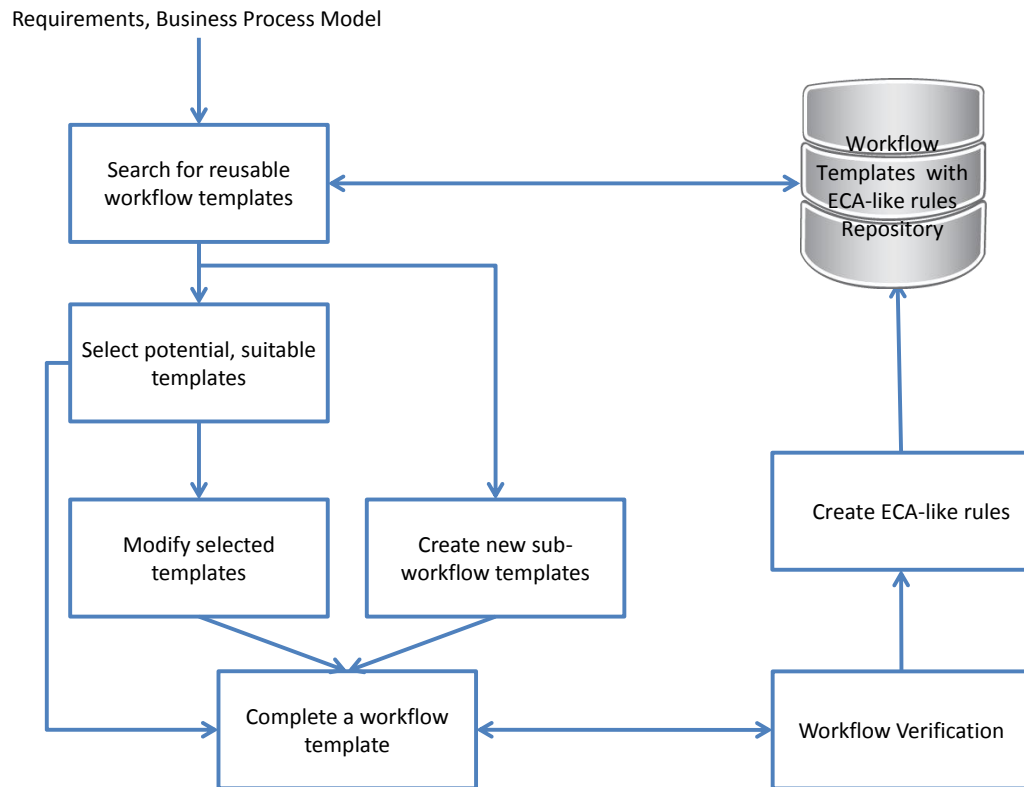 Requirements, Business Process Model
Search for reusable
workflow templates
Workflow
Templates with
ECA-like rules
Repository
Select potential, suitable
templates
Modify selected
templates
Create new sub-
workflow templates
Create ECA-like rules
Complete a workflow
template
Workflow Verification